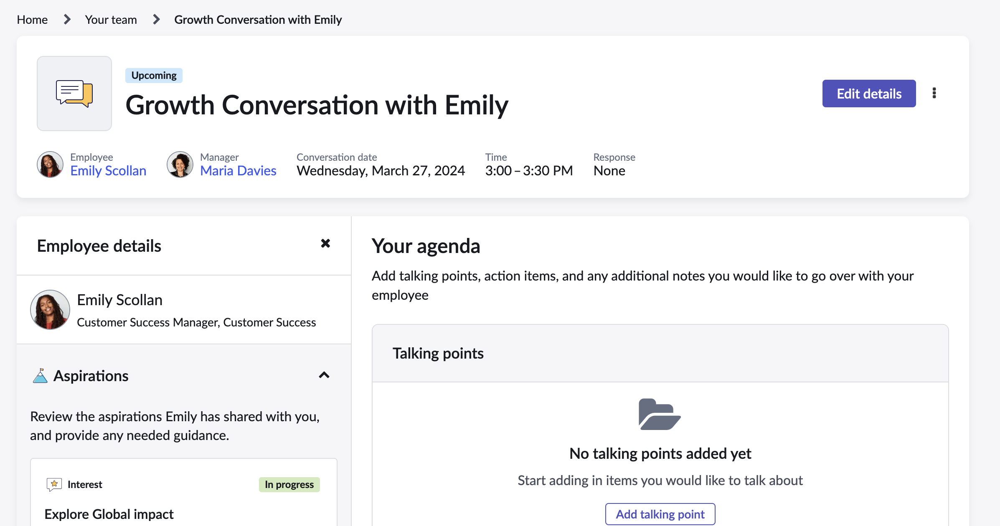 Home
Your team
Growth Conversation with Emily
Upcoming
Growth Conversation with Emily
Edit details
Employee
Emily Scollan
Manager
Maria Davies
Conversation date
Wednesday, March 27, 2024
Time
3:00 – 3:30 PM
Response
None
Employee details
Emily Scollan
Customer Success Manager, Customer Success
Aspirations
Review the aspirations Emily has shared with you,
and provide any needed guidance.
Interest
In progress
Explore Global impact
Your agenda
Add talking points, action items, and any additional notes you would like to go over with your
employee
Talking points
No talking points added yet
Start adding in items you would like to talk about
Add talking point